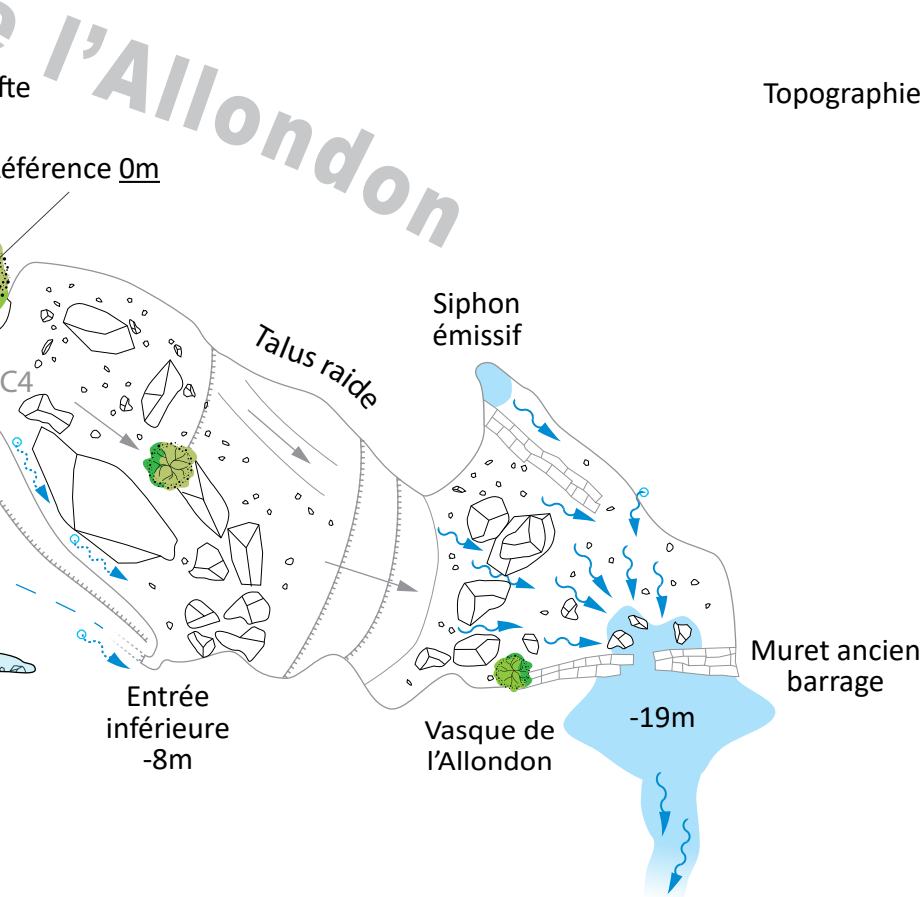 e l'Allondon
fte
Topographie
éférence 0m
Siphon
émissif
Talus raide
C4
Muret ancien
barrage
Entrée
inférieure
-8m
-19m
Vasque de
l'Allondon